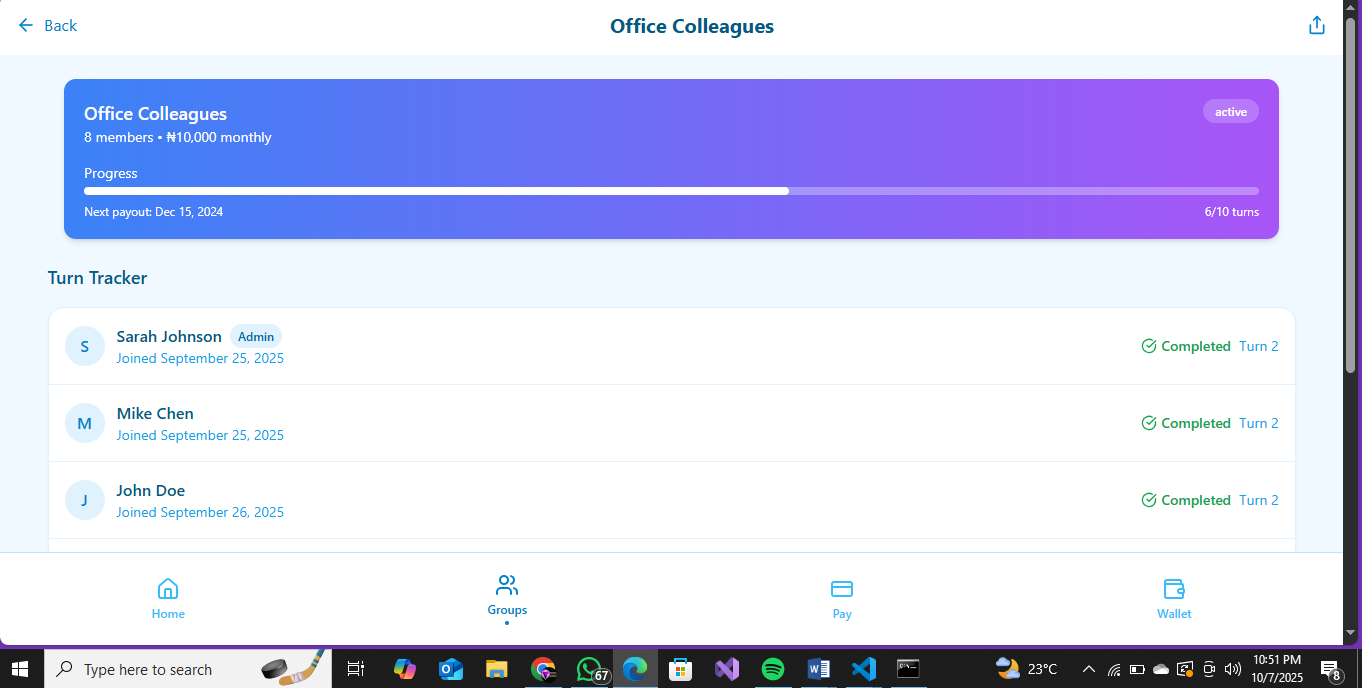 Back
Office Colleagues
Office Colleagues
active
8 members • ₦10,000 monthly
Progress
Next payout: Dec 15, 2024
6/10 turns
Turn Tracker
S
Sarah Johnson
Admin
Joined September 25, 2025
Completed
Turn 2
M
Mike Chen
Joined September 25, 2025
Completed
Turn 2
J
John Doe
Joined September 26, 2025
Completed
Turn 2
Home
Groups
Pay
Wallet
Type here to search
67
23°C
10:51 PM
10/7/2025
8